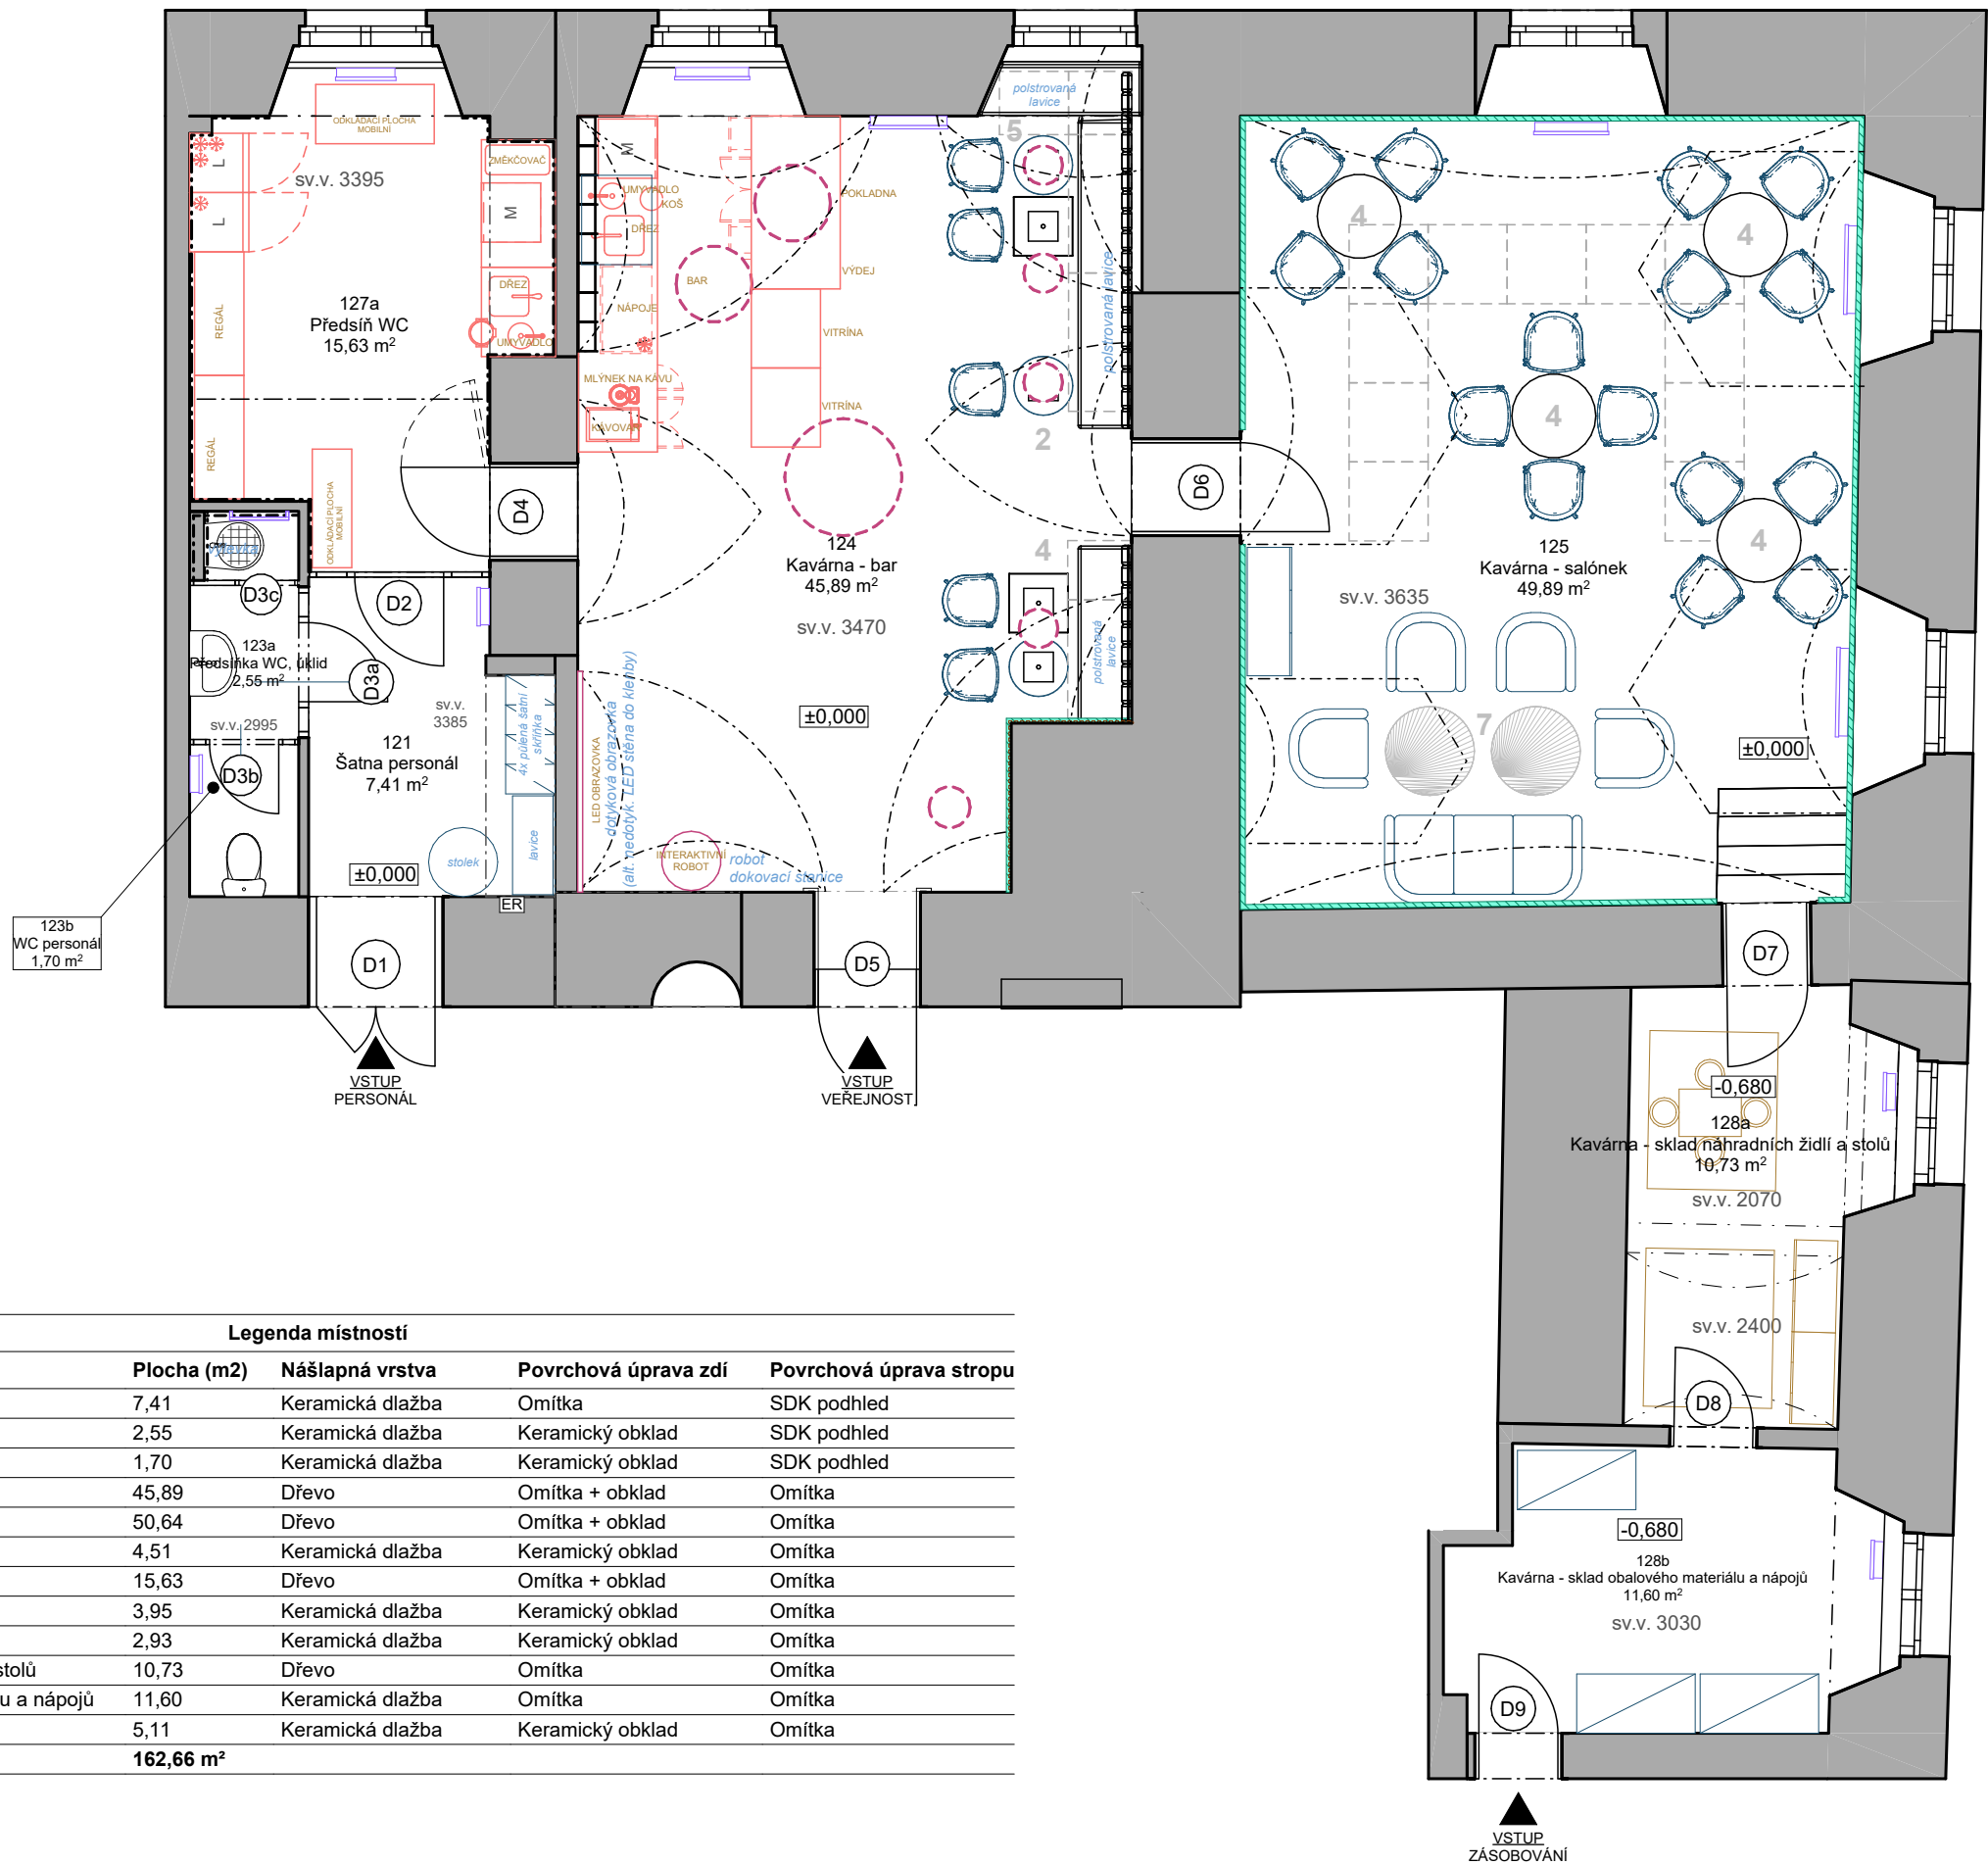 ODKLÁDACÍ PLOCHA
MOBILNÍ
L
L
sv.v. 3395
ZMĚKČOVAČ
M
DŘEZ
UMYVADLO
REGÁL
REGÁL
127a
Předsíň WC
15,63 m²
ODKLÁDACÍ PLOCHA
MOBILNÍ
M
UMYVADLO
KOŠ
DŘEZ
NÁPOJE
MLÝNEK NA KÁVU
KÁVOVAR
BAR
POKLADNA
VÝDEJ
VITRÍNA
VITRÍNA
polstrovaná
lavice
5
polstrovaná lavice
2
4
polstrovaná
lavice
124
Kavárna - bar
45,89 m²
sv.v. 3470
±0,000
LED OBRAZOVKA
dotyková obrazovka
(alt. nedotyk. LED stěna do klenby)
INTERAKTIVNÍ
ROBOT
robot
dokovací stanice
4
4
4
4
7
125
Kavárna - salónek
49,89 m²
sv.v. 3635
±0,000
D4
D6
výlevka
D3c
D2
123a
Předsíňka WC, úklid
2,55 m²
D3a
sv.v. 2995
D3b
sv.v.
3385
4x půlená šatní
skříňka
121
Šatna personál
7,41 m²
stolek
lavice
±0,000
ER
123b
WC personál
1,70 m²
D1
D5
D7
VSTUP
PERSONÁL
VSTUP
VEŘEJNOST
-0,680
128a
Kavárna - sklad náhradních židlí a stolů
10,73 m²
sv.v. 2070
sv.v. 2400
D8
-0,680
128b
Kavárna - sklad obalového materiálu a nápojů
11,60 m²
sv.v. 3030
D9
VSTUP
ZÁSOBOVÁNÍ
Legenda místností
Plocha (m2) Nášlapná vrstva Povrchová úprava zdí Povrchová úprava stropu
7,41 Keramická dlažba Omítka SDK podhled
2,55 Keramická dlažba Keramický obklad SDK podhled
1,70 Keramická dlažba Keramický obklad SDK podhled
45,89 Dřevo Omítka + obklad Omítka
50,64 Dřevo Omítka + obklad Omítka
4,51 Keramická dlažba Keramický obklad Omítka
15,63 Dřevo Omítka + obklad Omítka
3,95 Keramická dlažba Keramický obklad Omítka
2,93 Keramická dlažba Keramický obklad Omítka
stolů 10,73 Dřevo Omítka Omítka
u a nápojů 11,60 Keramická dlažba Omítka Omítka
5,11 Keramická dlažba Keramický obklad Omítka
162,66 m²